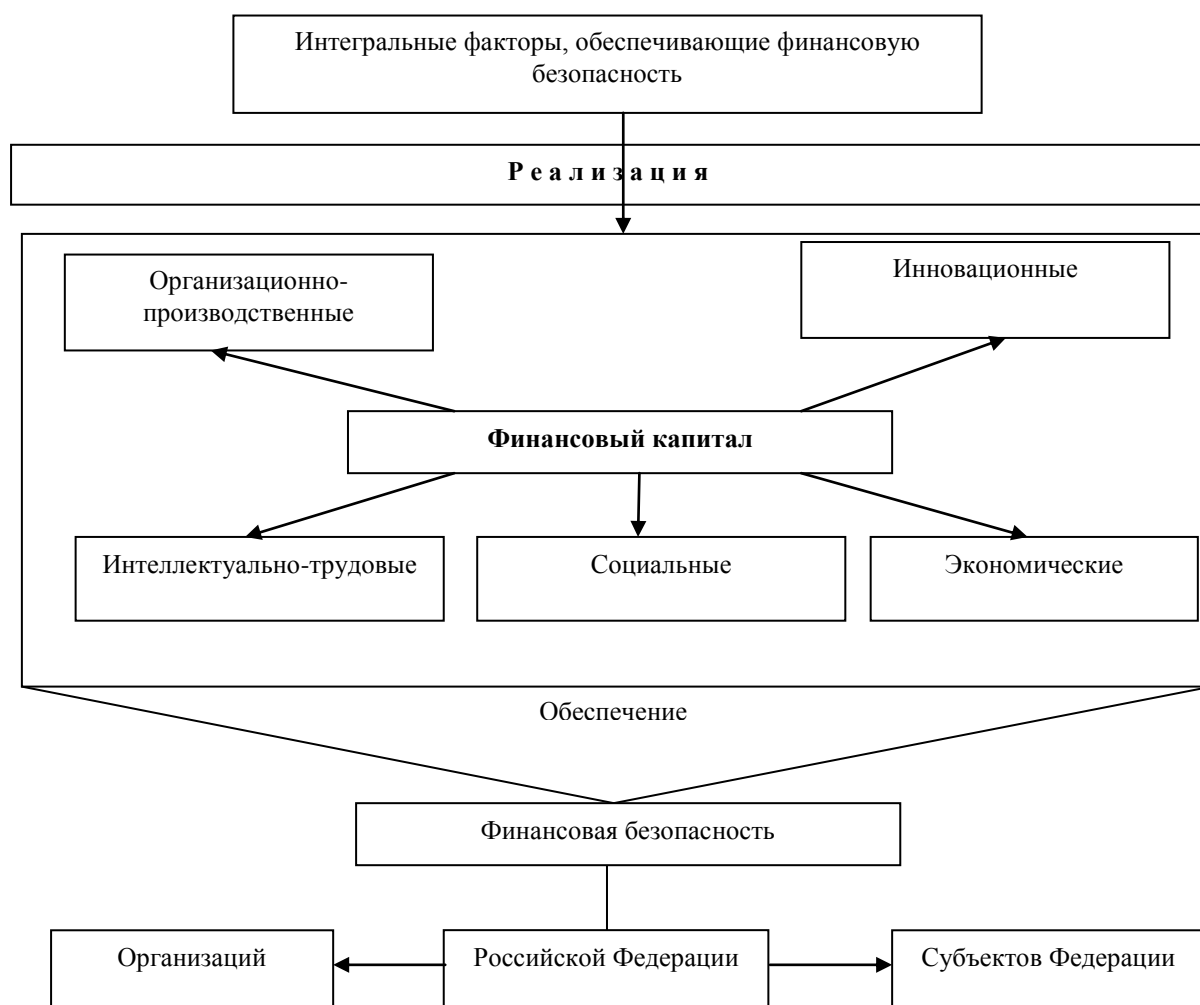 Интегральные факторы, обеспечивающие финансовую
безопасность
Р е а л и з а ц и я
Организационно-
производственные
Инновационные
Финансовый капитал
Интеллектуально-трудовые
Социальные
Экономические
Обеспечение
Финансовая безопасность
Организаций
Российской Федерации
Субъектов Федерации